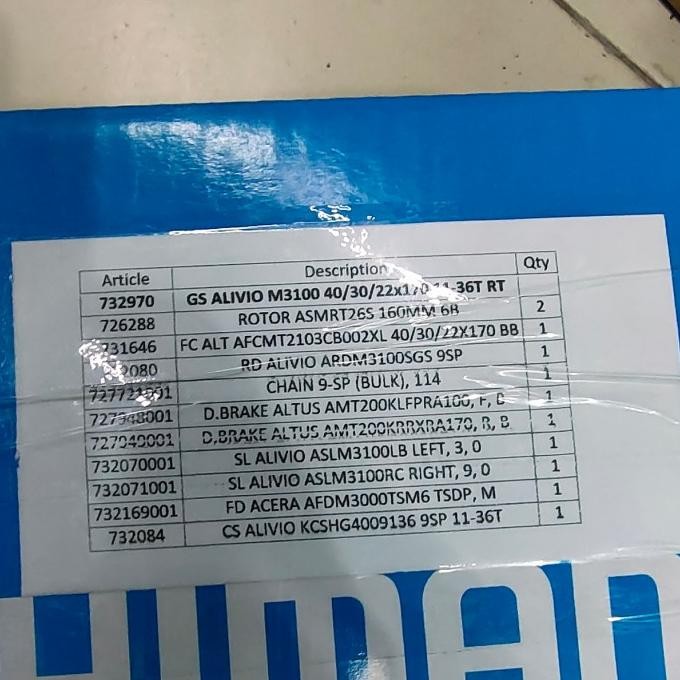 Article Description Qty
732970 GS ALIVIO M3100 40/30/22x170 11-36T RT
726288 ROTOR ASMRT26S 160MM 6B 2
731646 FC ALT AFCMT2103CB002XL 40/30/22X170 BB 1
RD ALIVIO ARDM3100SGS 9SP 1
CHAIN 9-SP (BULK), 114 1
727948001 D.BRAKE ALTUS AMT200KLFPRA100, F, 1
727949001 D.BRAKE ALTUS AMT200KRRXRA170, R, B 1
732070001 SL ALIVIO ASLM3100LB LEFT, 3, 0 1
732071001 SL ALIVIO ASLM3100RC RIGHT, 9, 0 1
732169001 FD ACERA AFDM3000TSM6 TSDP, M 1
732084 CS ALIVIO KCSHG4009136 9SP 11-36T 1